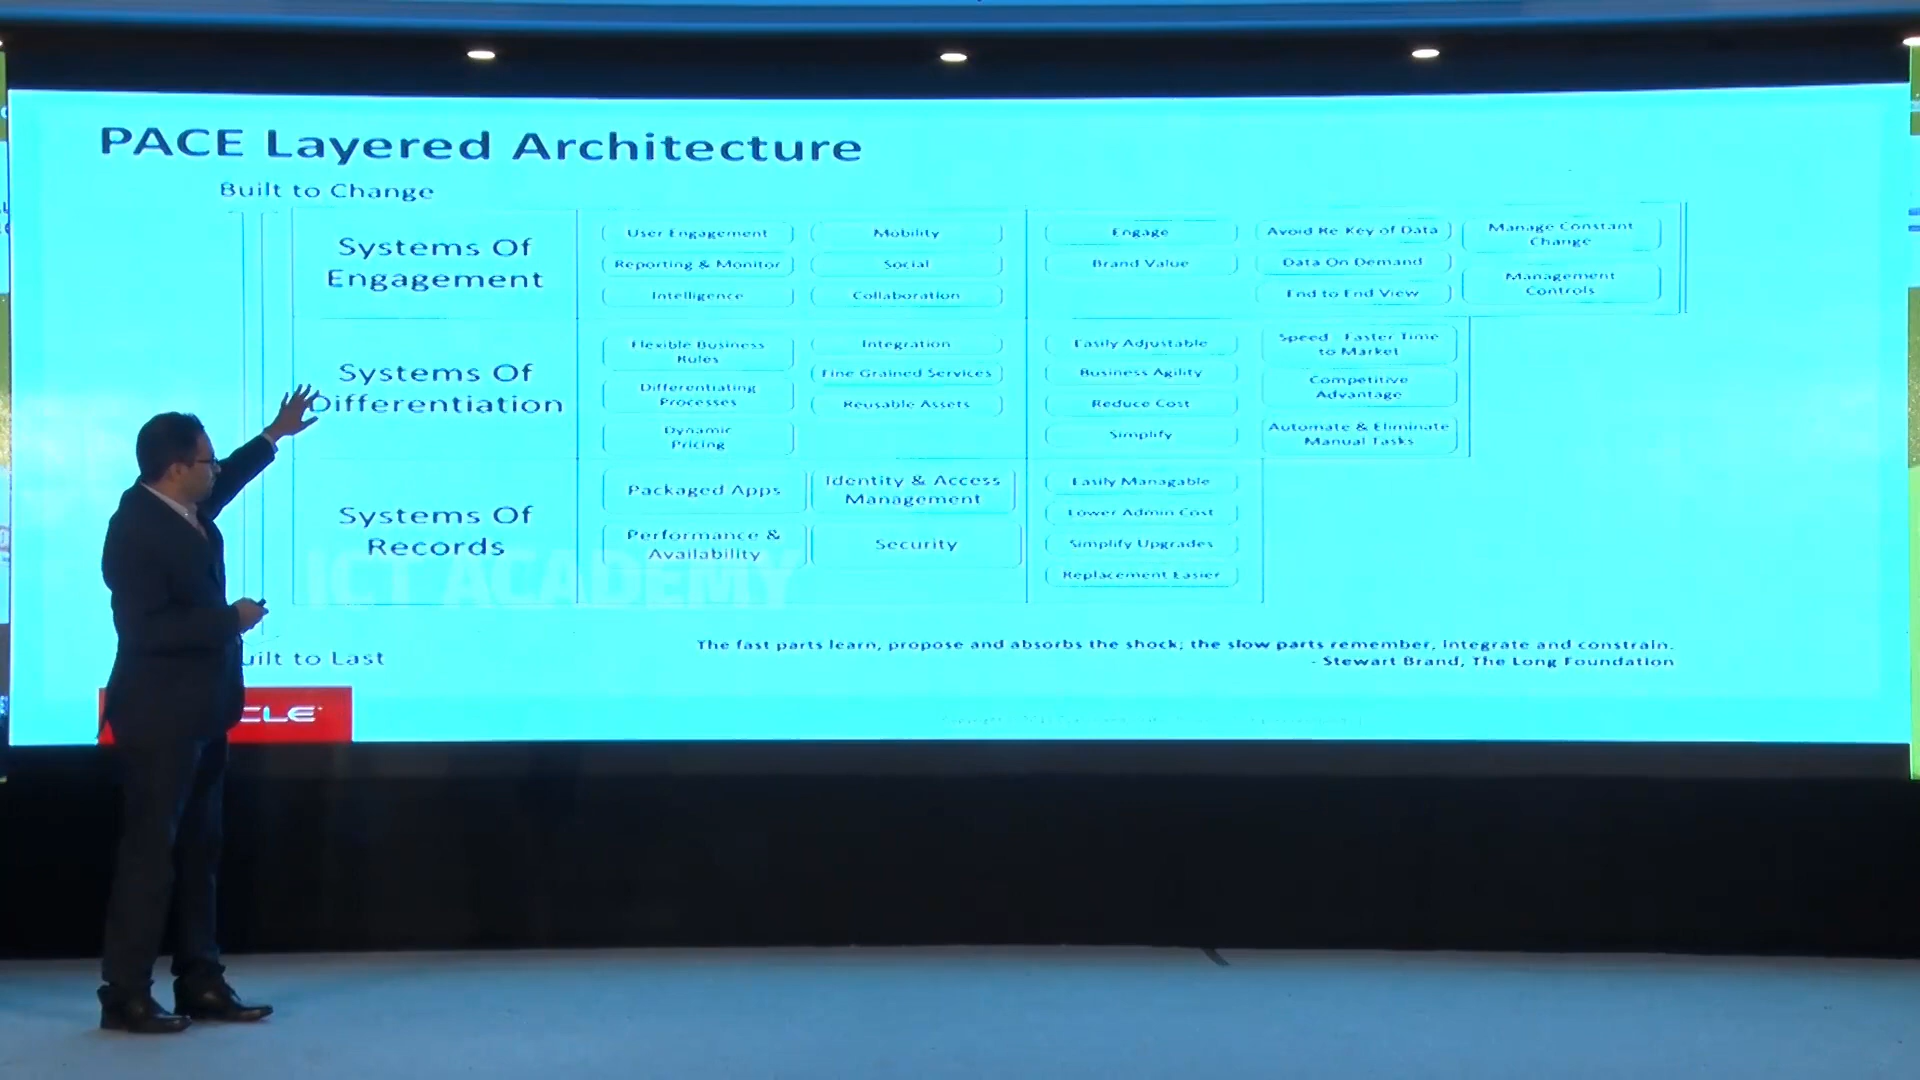 PACE Layered Architecture
Built to Change
Systems Of
Engagement
User Engagement
Mobility
Reporting & Monitor
Social
Intelligence
Collaboration
Engage
Avoid Re Key of Data
Manage Constant
Change
Brand Value
Data On Demand
Management
Controls
End to End View
Systems Of
Differentiation
Flexible Business
Rules
Integration
Differentiating
Processes
Fine Grained Services
Reusable Assets
Dynamic
Pricing
Easily Adjustable
Speed - Faster Time
to Market
Business Agility
Competitive
Advantage
Reduce Cost
Simplify
Automate & Eliminate
Manual Tasks
Systems Of
Records
Packaged Apps
Identity & Access
Management
Performance &
Availability
Security
Easily Managable
Lower Admin Cost
Simplify Upgrades
Replacement Easier
ICT ACADEMY
The fast parts learn, propose and absorbs the shock; the slow parts remember, integrate and constrain.
- Stewart Brand, The Long Foundation
uilt to Last
CLE